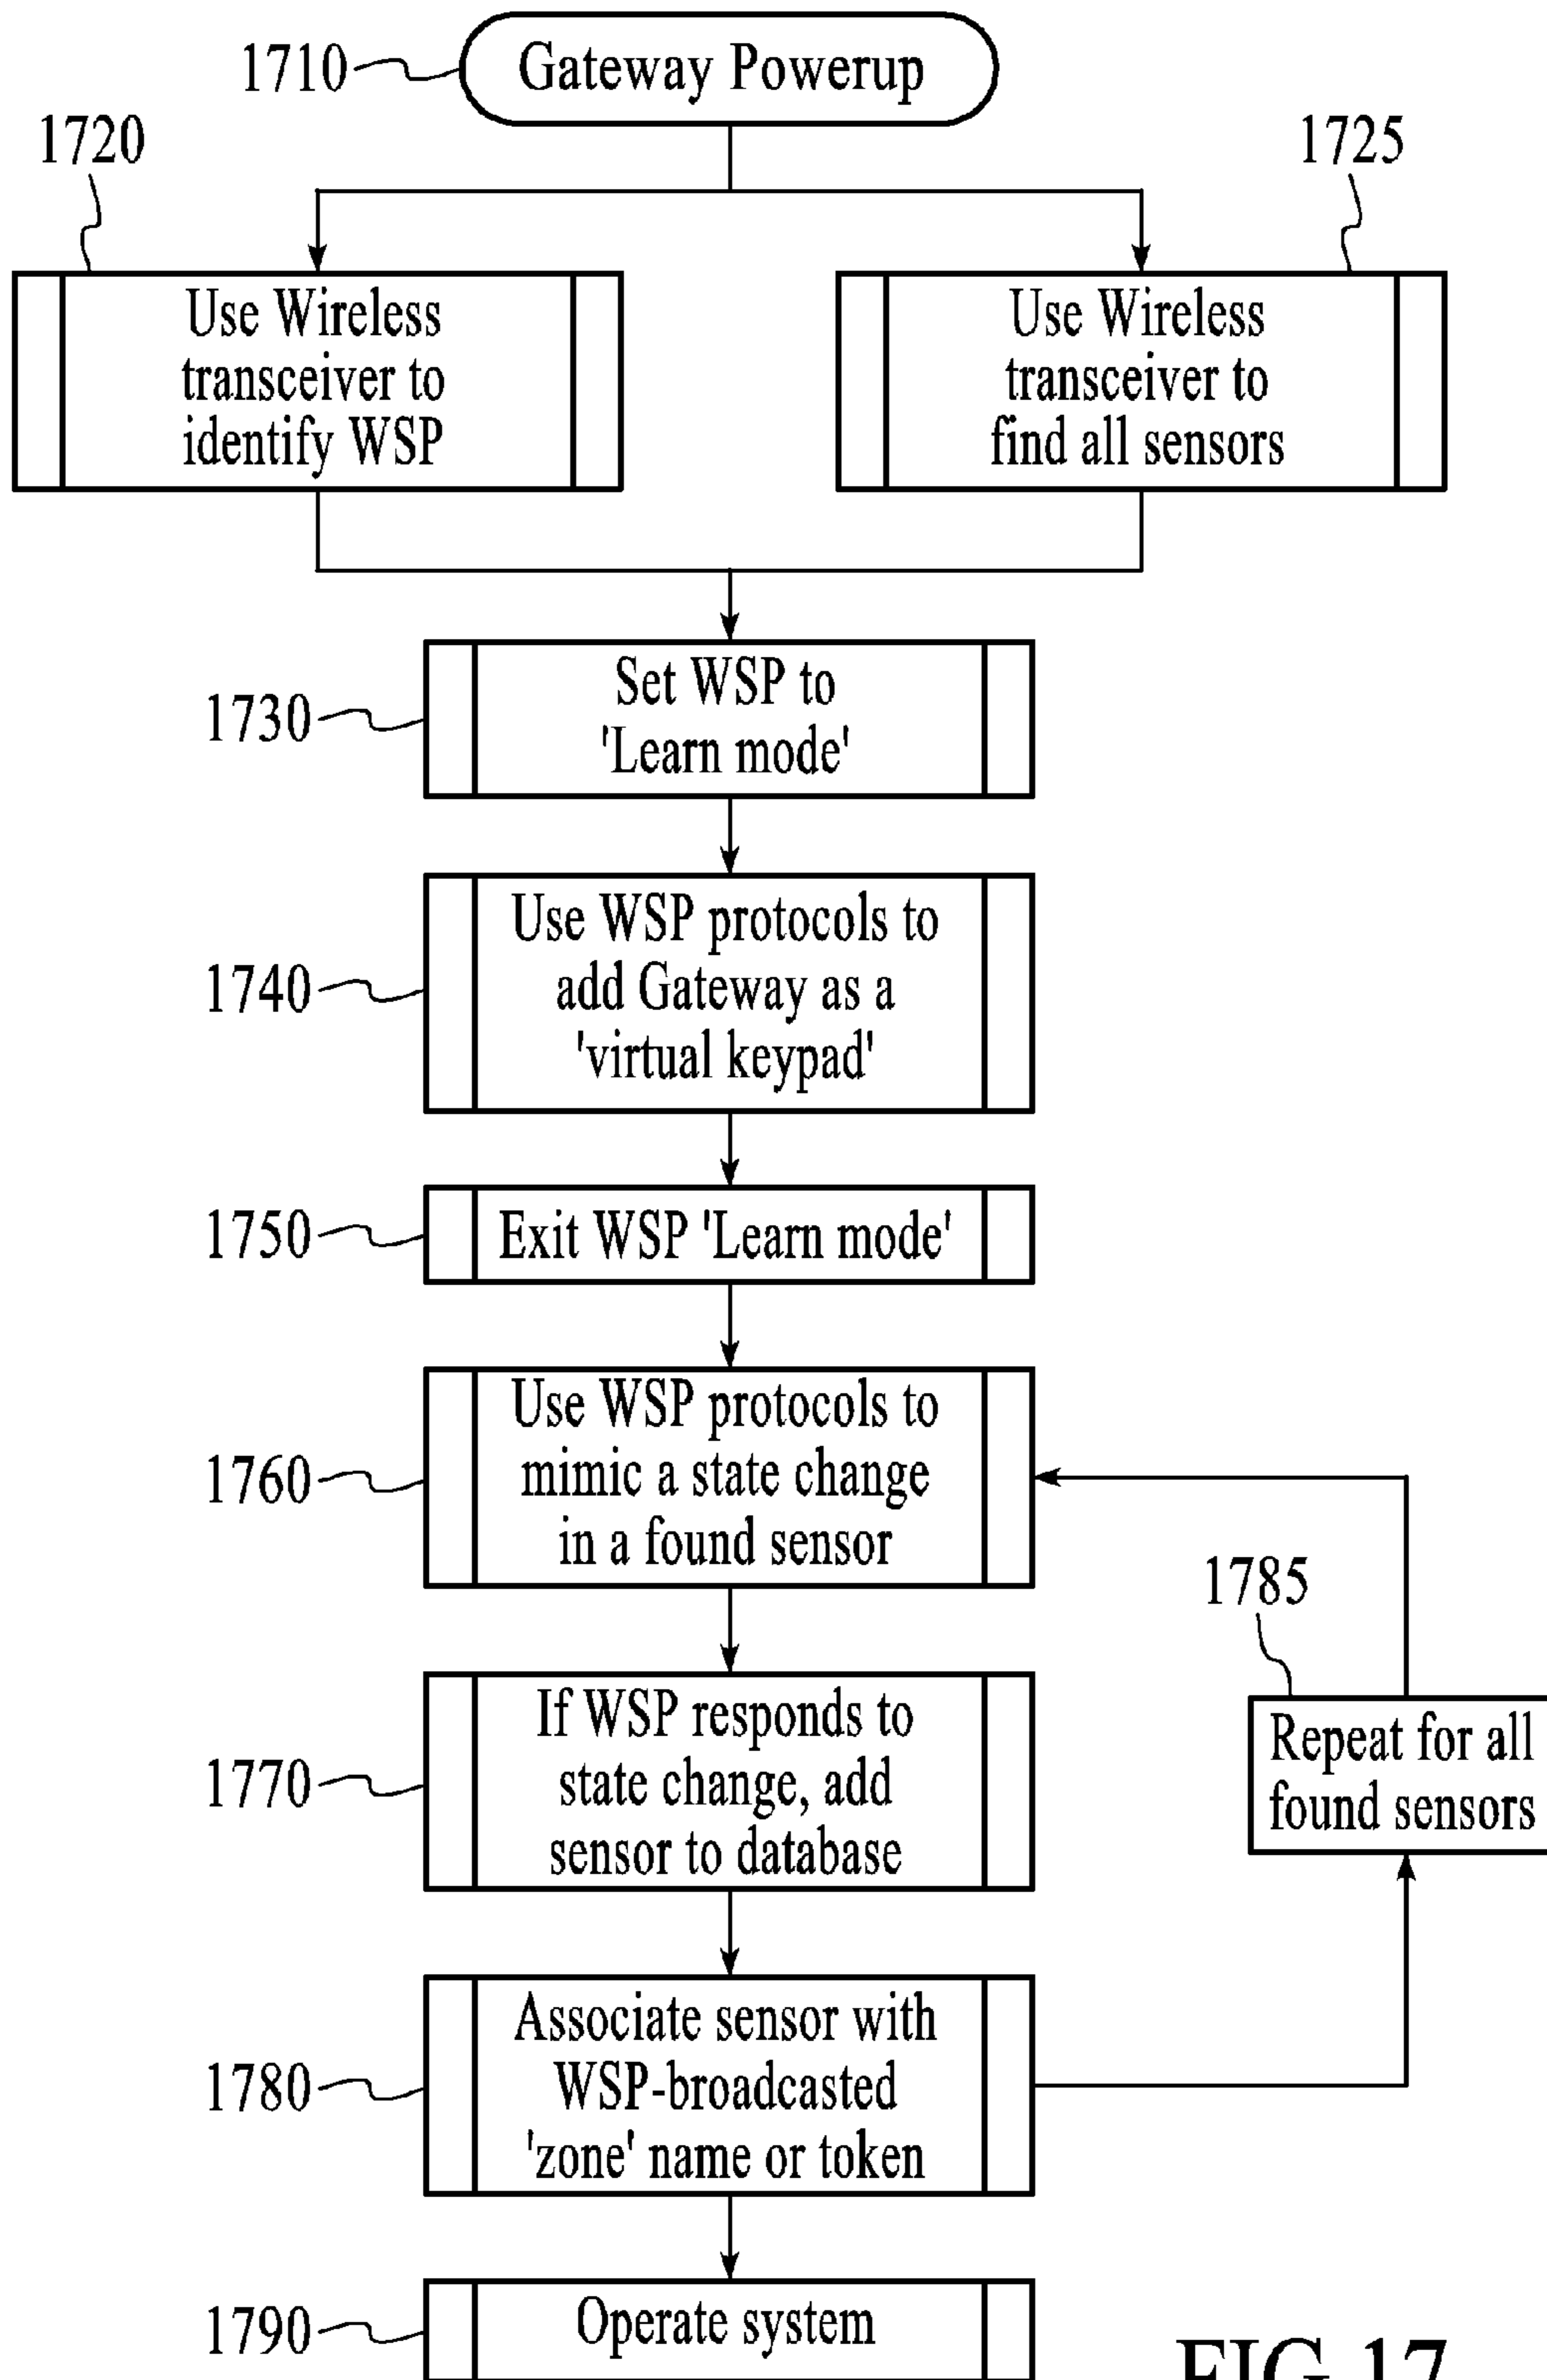 1710
Gateway Powerup
1720
1725
Use Wireless
transceiver to
identify WSP
Use Wireless
transceiver to
find all sensors
1730
Set WSP to
'Learn mode'
1740
Use WSP protocols to
add Gateway as a
'virtual keypad'
1750
Exit WSP 'Learn mode'
1760
Use WSP protocols to
mimic a state change
in a found sensor
1785
Repeat for all
found sensors
1770
If WSP responds to
state change, add
sensor to database
1780
Associate sensor with
WSP-broadcasted
'zone' name or token
1790
Operate system
FIG.17